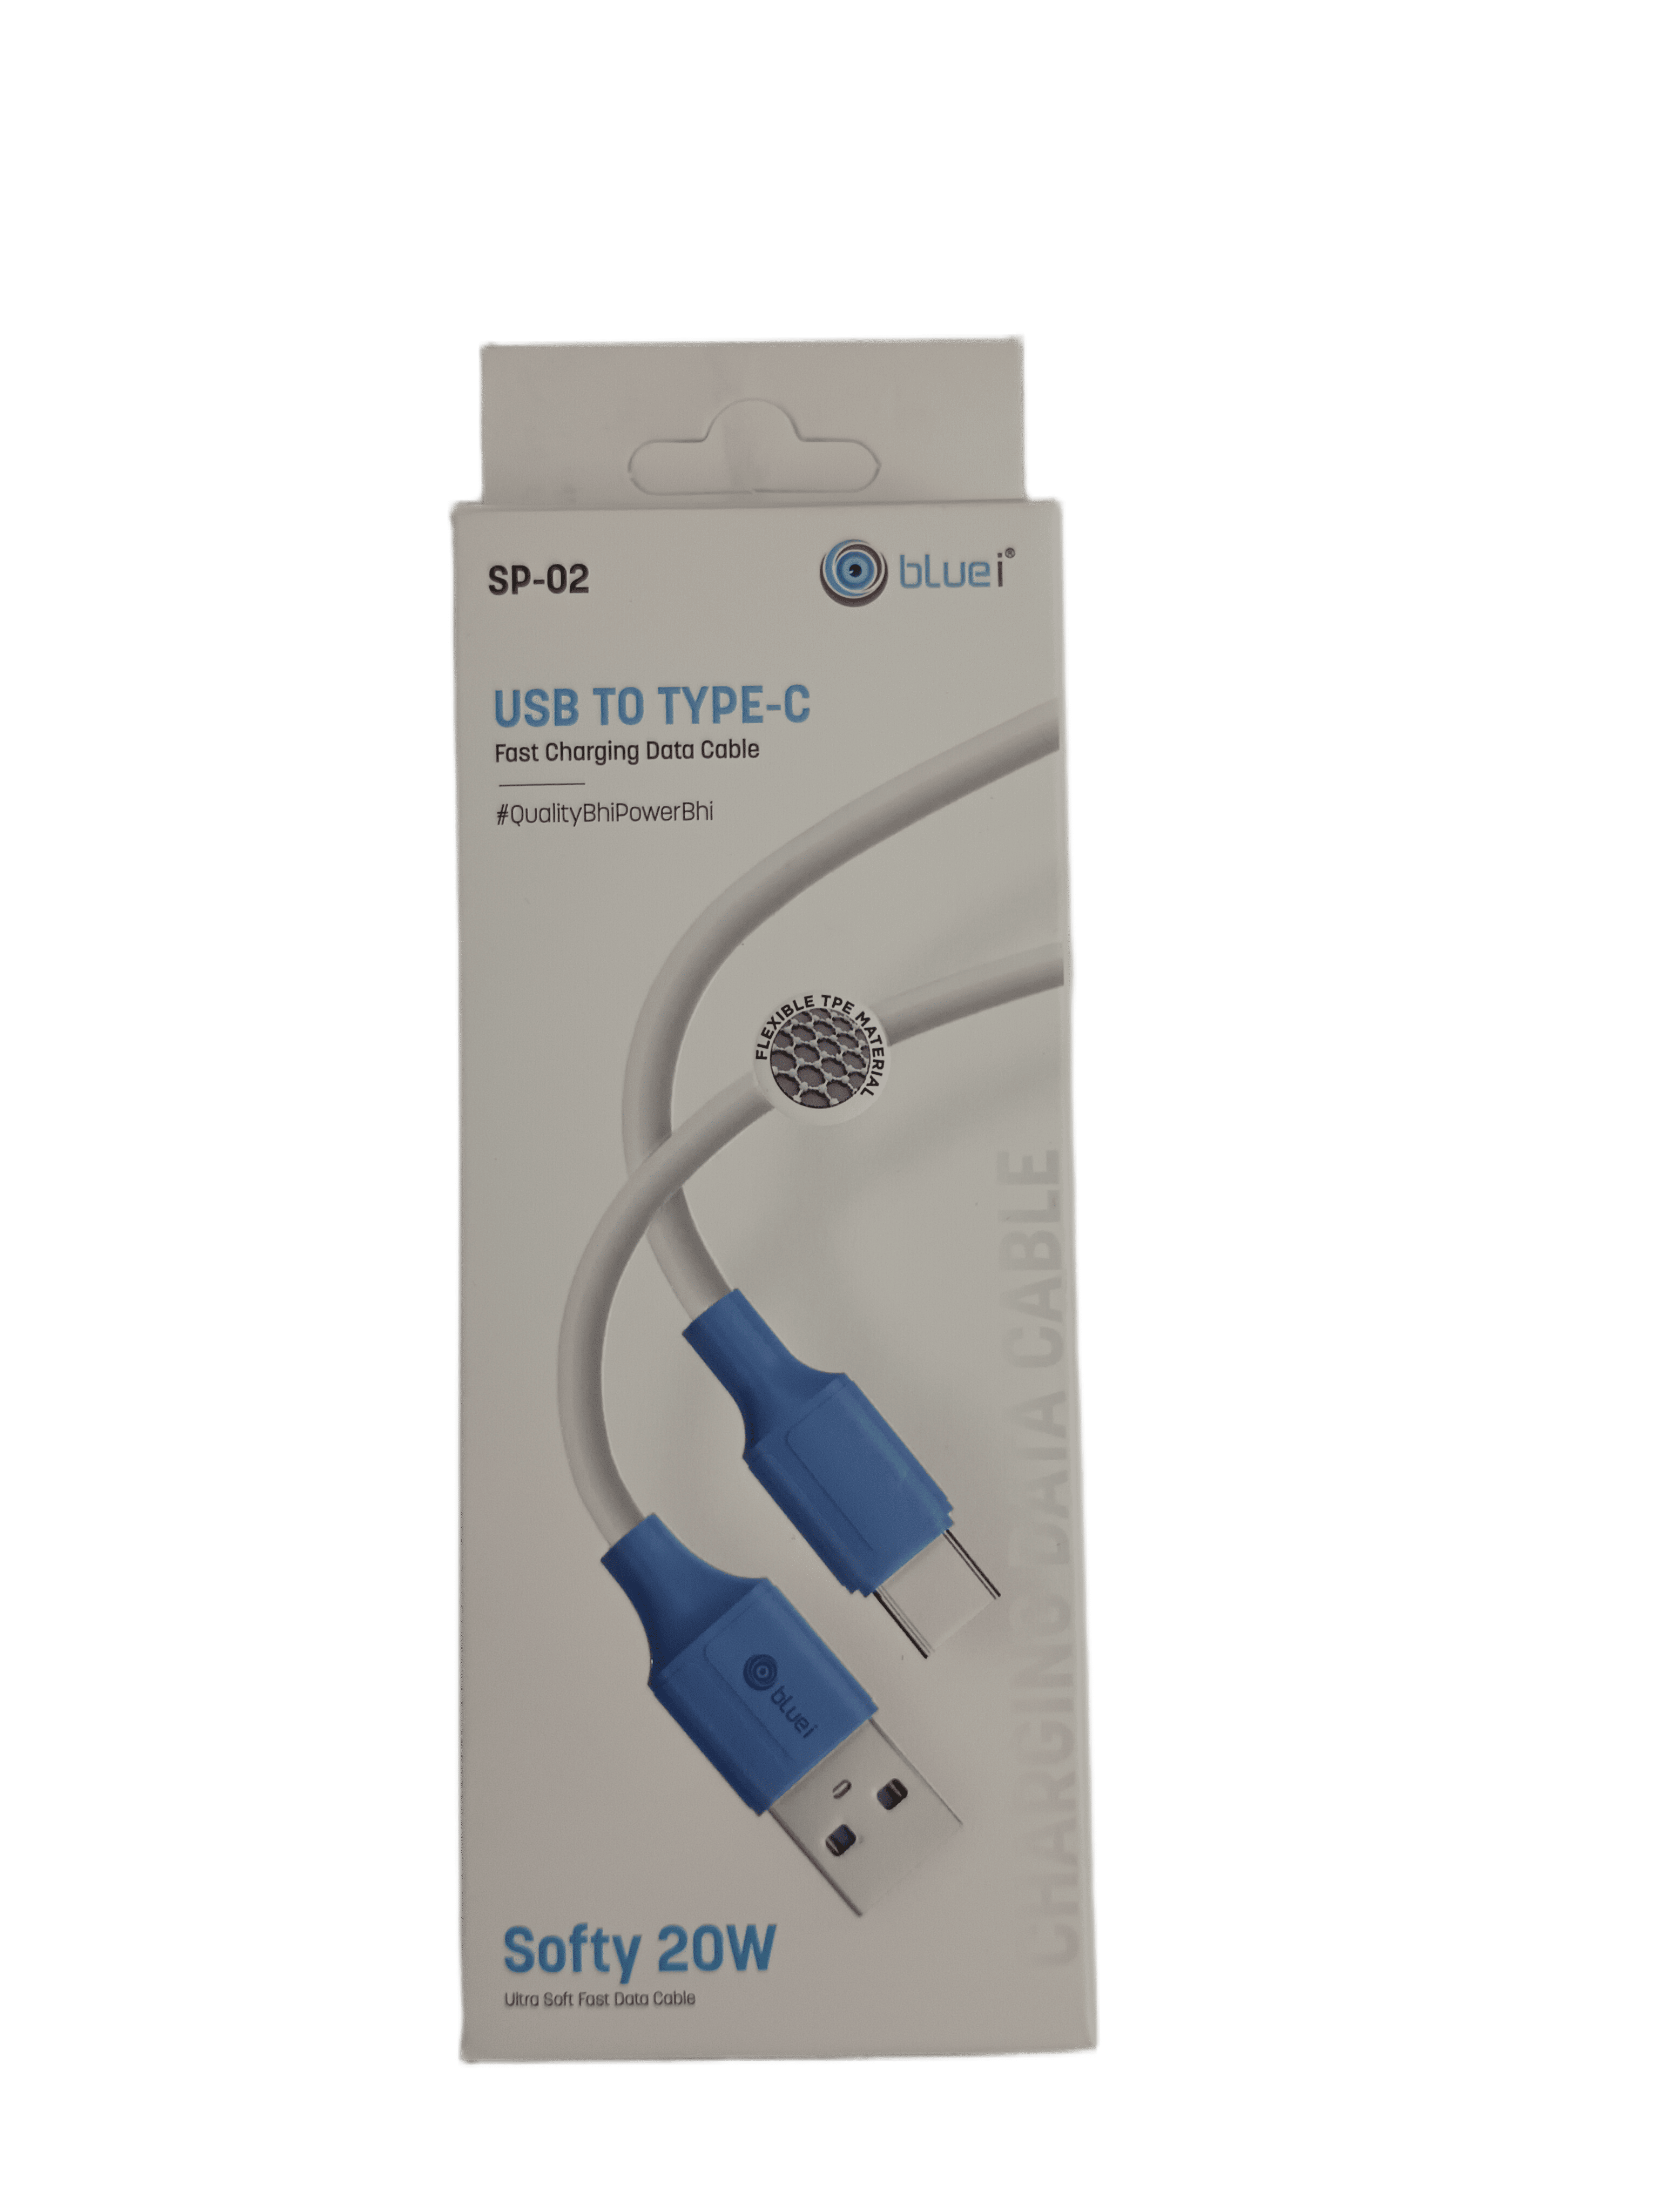 SP-02
bluei®
USB TO TYPE-C
Fast Charging Data Cable
#QualityBhiPowerBhi
FLEXIBLE TPE MATERIAL
CHARGING DATA CABLE
bluei
Softy 20W
Ultra Soft Fast Data Cable